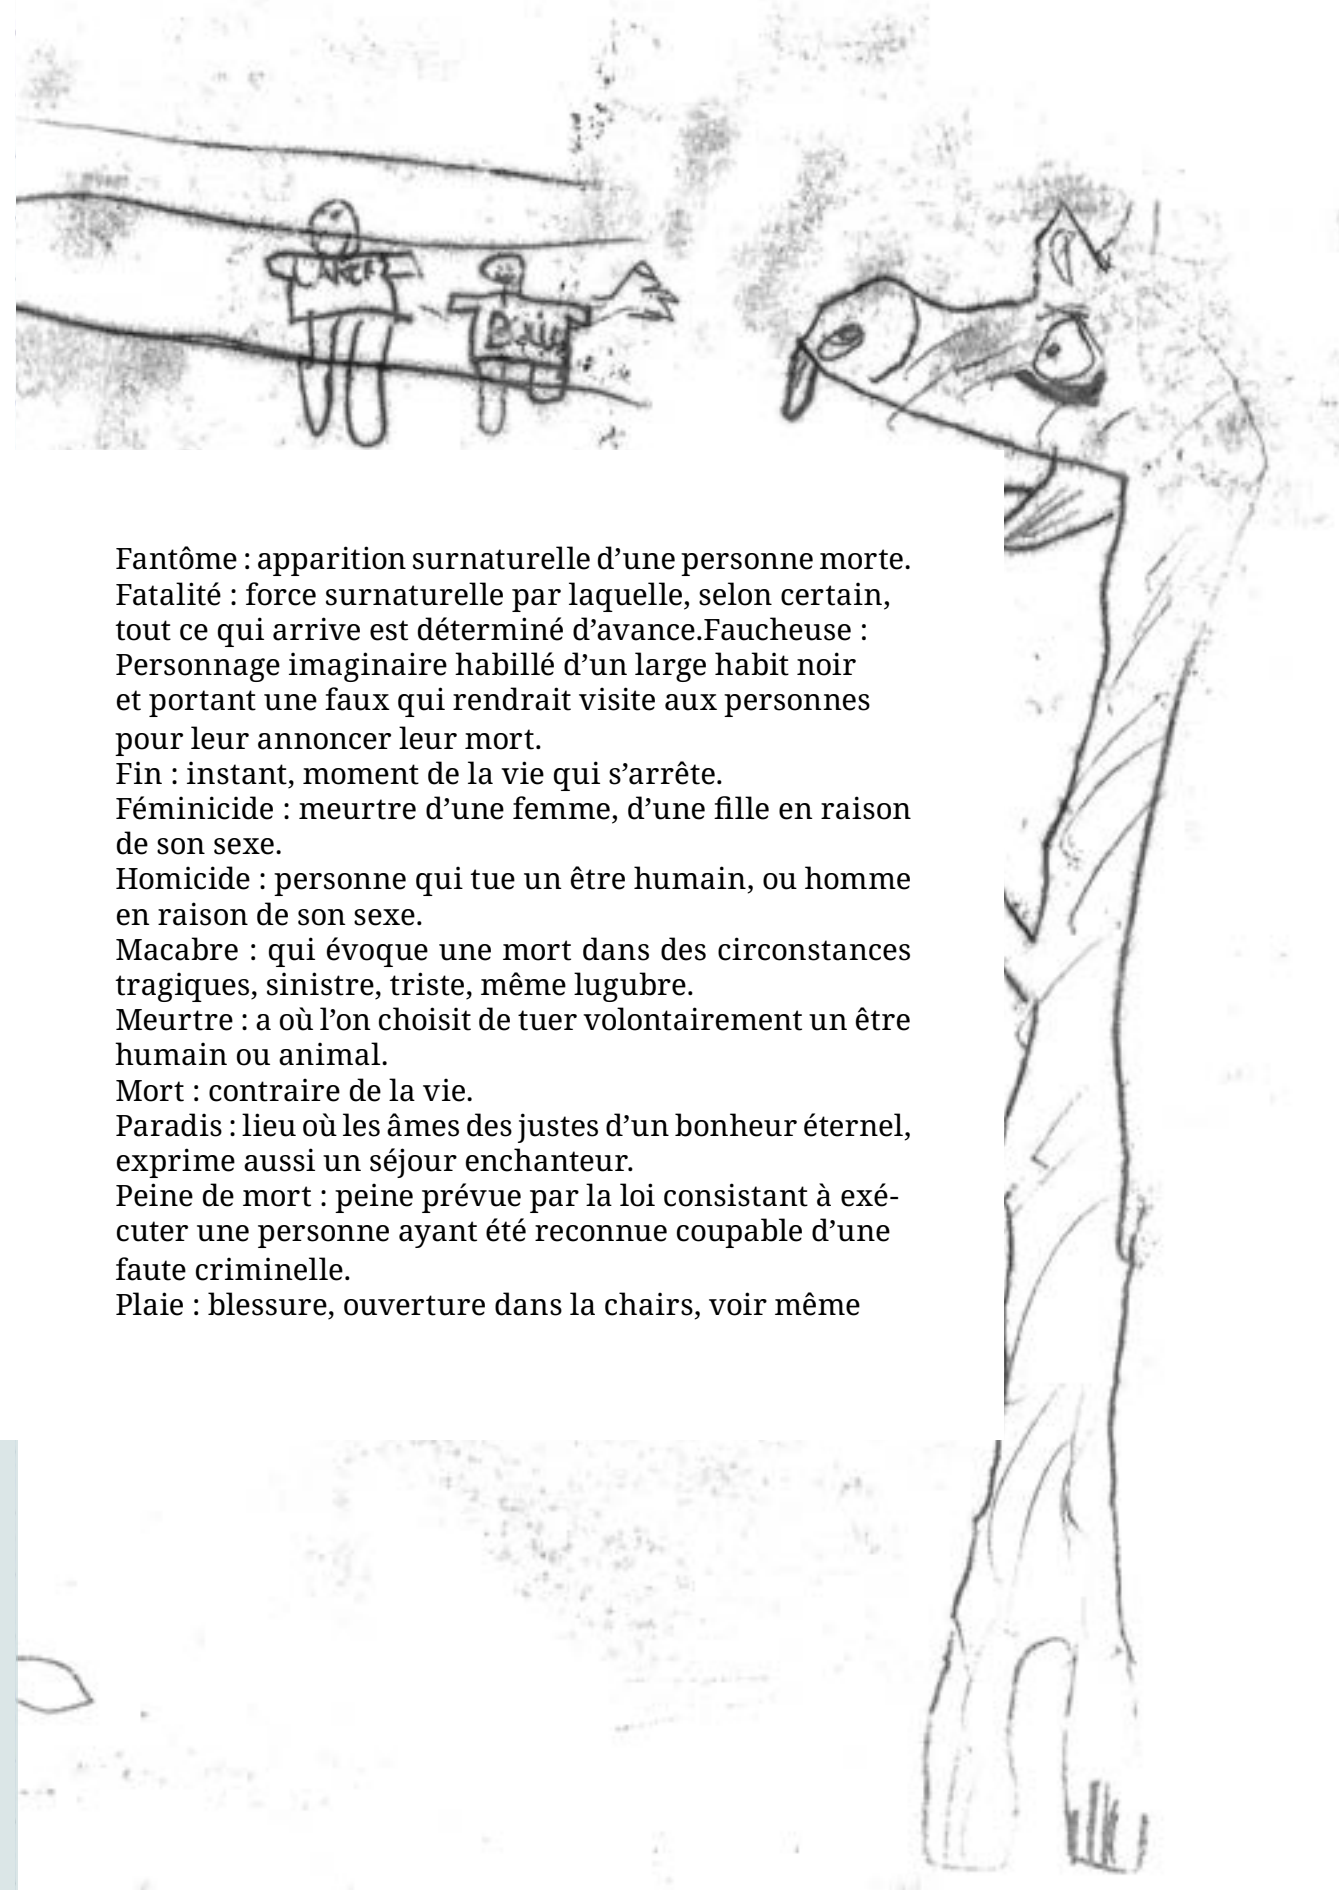 Fantôme : apparition surnaturelle d’une personne morte.
Fatalité : force surnaturelle par laquelle, selon certain,
tout ce qui arrive est déterminé d’avance.Faucheuse :
Personnage imaginaire habillé d’un large habit noir
et portant une faux qui rendrait visite aux personnes
pour leur annoncer leur mort.
Fin : instant, moment de la vie qui s’arrête.
Féminicide : meurtre d’une femme, d’une fille en raison
de son sexe.
Homicide : personne qui tue un être humain, ou homme
en raison de son sexe.
Macabre : qui évoque une mort dans des circonstances
tragiques, sinistre, triste, même lugubre.
Meurtre : a où l’on choisit de tuer volontairement un être
humain ou animal.
Mort : contraire de la vie.
Paradis : lieu où les âmes des justes d’un bonheur éternel,
exprime aussi un séjour enchanteur.
Peine de mort : peine prévue par la loi consistant à exé-
cuter une personne ayant été reconnue coupable d’une
faute criminelle.
Plaie : blessure, ouverture dans la chairs, voir même